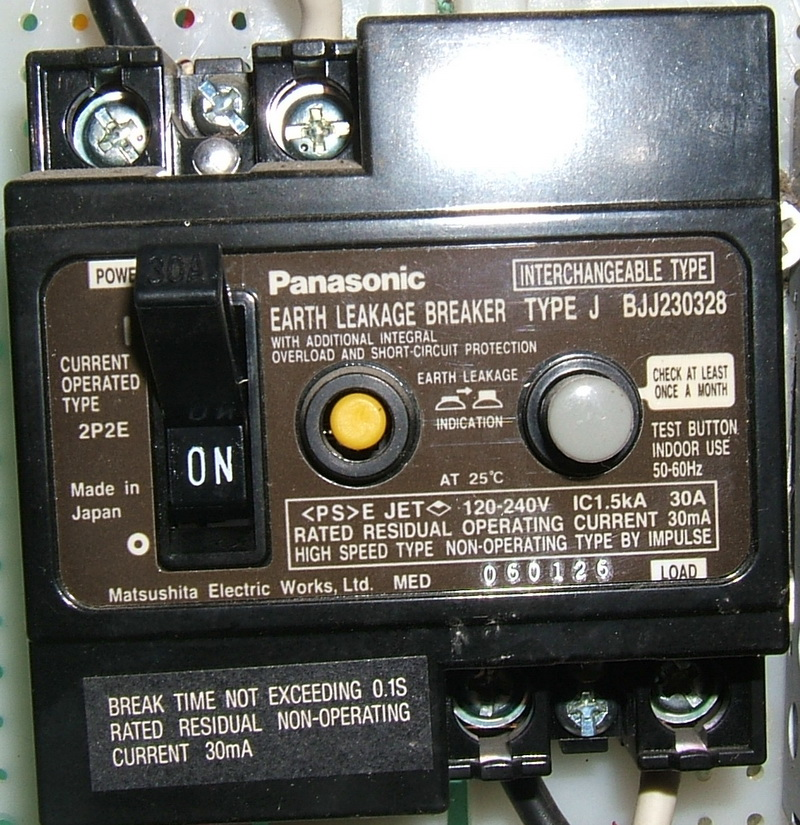 30A
Panasonic
INTERCHANGEABLE TYPE
EARTH LEAKAGE BREAKER TYPE J BJJ230328
WITH ADDITIONAL INTEGRAL
OVERLOAD AND SHORT-CIRCUIT PROTECTION
CURRENT
OPERATED
TYPE
2P2E
EARTH LEAKAGE
INDICATION
CHECK AT LEAST
ONCE A MONTH
TEST BUTTON
INDOOR USE
50-60Hz
ON
Made in
Japan
AT 25℃
<PS>E JET 120-240V IC1.5kA 30A
RATED RESIDUAL OPERATING CURRENT 30mA
HIGH SPEED TYPE NON-OPERATING TYPE BY IMPULSE
Matsushita Electric Works, Ltd. MED 060126
LOAD
BREAK TIME NOT EXCEEDING 0.1S
RATED RESIDUAL NON-OPERATING
CURRENT 30mA